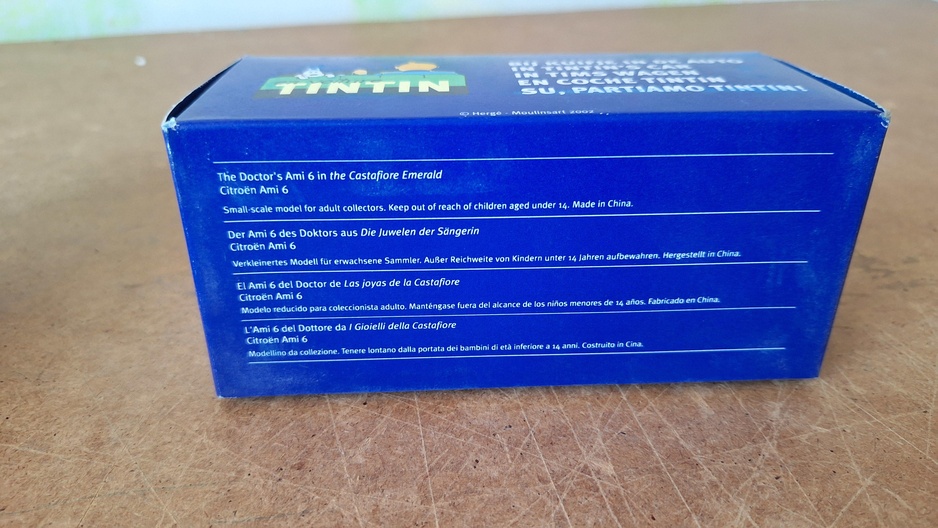 TINTIN
IN TINTIN'S CAR
IN TIMS WAGEN
EN COCHE TINTIN
SU, PARTIAMO TINTIN!
© Hergé - Moulinsart 2002
The Doctor's Ami 6 in the Castafiore Emerald
Citroën Ami 6
Small-scale model for adult collectors. Keep out of reach of children aged under 14. Made in China.
Der Ami 6 des Doktors aus Die Juwelen der Sängerin
Citroën Ami 6
Verkleinertes Modell für erwachsene Sammler. Außer Reichweite von Kindern unter 14 Jahren aufbewahren. Hergestellt in China.
El Ami 6 del Doctor de Las joyas de la Castafiore
Citroën Ami 6
Modelo reducido para coleccionista adulto. Manténgase fuera del alcance de los niños menores de 14 años. Fabricado en China.
L'Ami 6 del Dottore da I Gioielli della Castafiore
Citroën Ami 6
Modellino da collezione. Tenere lontano dalla portata dei bambini di età inferiore a 14 anni. Costruito in Cina.